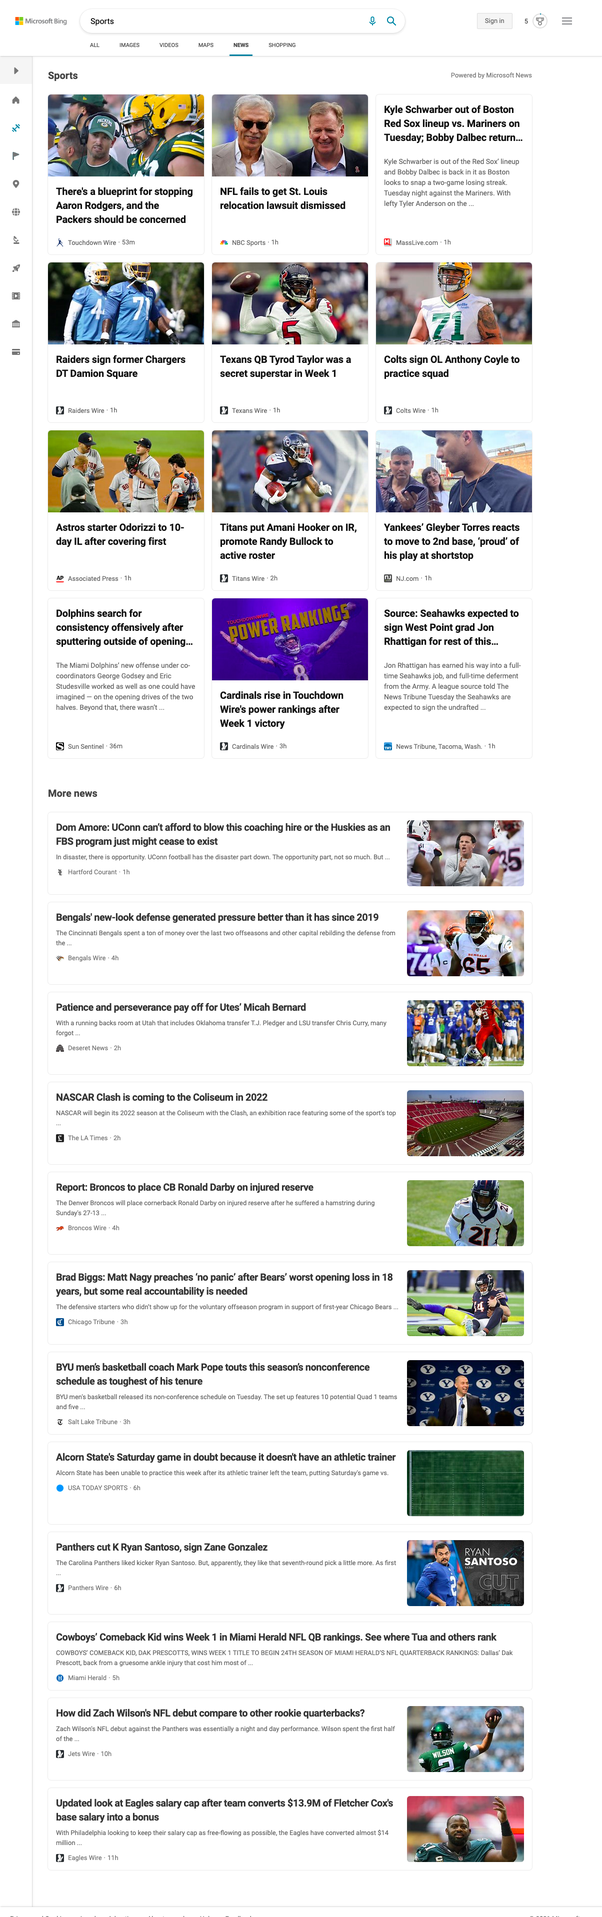 Microsoft Bing
Sports
Sign in
5
ALL
IMAGES
VIDEOS
MAPS
NEWS
SHOPPING
Sports
Powered by Microsoft News
There's a blueprint for stopping
Aaron Rodgers, and the
Packers should be concerned
Touchdown Wire · 53m
NFL fails to get St. Louis
relocation lawsuit dismissed
NBC Sports · 1h
Kyle Schwarber out of Boston
Red Sox lineup vs. Mariners on
Tuesday; Bobby Dalbec return...
Kyle Schwarber is out of the Red Sox' lineup
and Bobby Dalbec is back in it as Boston
looks to snap a two-game losing streak.
Tuesday night against the Mariners. With
lefty Tyler Anderson on the ...
MassLive.com · 1h
4
71
Raiders sign former Chargers
DT Damion Square
Raiders Wire · 1h
5
Texans QB Tyrod Taylor was a
secret superstar in Week 1
Texans Wire · 1h
71
Colts sign OL Anthony Coyle to
practice squad
Colts Wire · 1h
Astros starter Odorizzi to 10-
day IL after covering first
AP
Associated Press · 1h
Titans put Amani Hooker on IR,
promote Randy Bullock to
active roster
Titans Wire · 2h
Yankees' Gleyber Torres reacts
to move to 2nd base, 'proud' of
his play at shortstop
NJ.com · 1h
Dolphins search for
consistency offensively after
sputtering outside of opening...
The Miami Dolphins' new offense under co-
coordinators George Godsey and Eric
Studesville worked as well as one could have
imagined — on the opening drives of the two
halves. Beyond that, there wasn't ...
Sun Sentinel · 36m
POWER RANKINGS
8
Cardinals rise in Touchdown
Wire's power rankings after
Week 1 victory
Cardinals Wire · 3h
Source: Seahawks expected to
sign West Point grad Jon
Rhattigan for rest of this...
Jon Rhattigan has earned his way into a full-
time Seahawks job, and full-time deferment
from the Army. A league source told The
News Tribune Tuesday the Seahawks are
expected to sign the undrafted ...
News Tribune, Tacoma, Wash. · 1h
More news
Dom Amore: UConn can't afford to blow this coaching hire or the Huskies as an
FBS program just might cease to exist
In disaster, there is opportunity. UConn football has the disaster part down. The opportunity part, not so much. But ...
Hartford Courant · 1h
Bengals' new-look defense generated pressure better than it has since 2019
The Cincinnati Bengals spent a ton of money over the last two offseasons and other capital rebilding the defense from
the ...
Bengals Wire · 4h
74
65
Patience and perseverance pay off for Utes' Micah Bernard
With a running backs room at Utah that includes Oklahoma transfer T.J. Pledger and LSU transfer Chris Curry, many
forgot ...
Deseret News · 2h
NASCAR Clash is coming to the Coliseum in 2022
NASCAR will begin its 2022 season at the Coliseum with the Clash, an exhibition race featuring some of the sport's top
...
The LA Times · 2h
Report: Broncos to place CB Ronald Darby on injured reserve
The Denver Broncos will place cornerback Ronald Darby on injured reserve after he suffered a hamstring during
Sunday's 27-13 ...
Broncos Wire · 4h
21
Brad Biggs: Matt Nagy preaches 'no panic' after Bears' worst opening loss in 18
years, but some real accountability is needed
The defensive starters who didn't show up for the voluntary offseason program in support of first-year Chicago Bears ...
Chicago Tribune · 3h
BYU men's basketball coach Mark Pope touts this season's nonconference
schedule as toughest of his tenure
BYU men's basketball released its non-conference schedule on Tuesday. The set up features 10 potential Quad 1 teams
and five ...
Salt Lake Tribune · 3h
Alcorn State's Saturday game in doubt because it doesn't have an athletic trainer
Alcorn State has been unable to practice this week after its athletic trainer left the team, putting Saturday's game vs.
USA TODAY SPORTS · 6h
Panthers cut K Ryan Santoso, sign Zane Gonzalez
The Carolina Panthers liked kicker Ryan Santoso. But, apparently, they like that seventh-round pick a little more. As first
...
Panthers Wire · 6h
RYAN
SANTOSO
CUT
Cowboys' Comeback Kid wins Week 1 in Miami Herald NFL QB rankings. See where Tua and others rank
COWBOYS' COMEBACK KID, DAK PRESCOTTS, WINS WEEK 1 TITLE TO BEGIN 24TH SEASON OF MIAMI HERALD'S NFL QUARTERBACK RANKINGS: Dallas' Dak
Prescott, back from a gruesome ankle injury that cost him most of ...
Miami Herald · 5h
How did Zach Wilson's NFL debut compare to other rookie quarterbacks?
Zach Wilson's NFL debut against the Panthers was essentially a night and day performance. Wilson spent the first half
of the ...
Jets Wire · 10h
WILSON
2
Updated look at Eagles salary cap after team converts $13.9M of Fletcher Cox's
base salary into a bonus
With Philadelphia looking to keep their salary cap as free-flowing as possible, the Eagles have converted almost $14
million ...
Eagles Wire · 11h